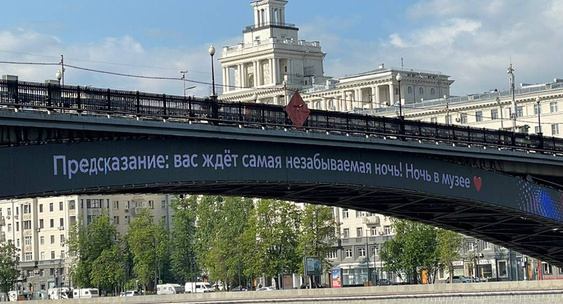 Предсказание: вас ждёт самая незабываемая ночь! Ночь в музее❤